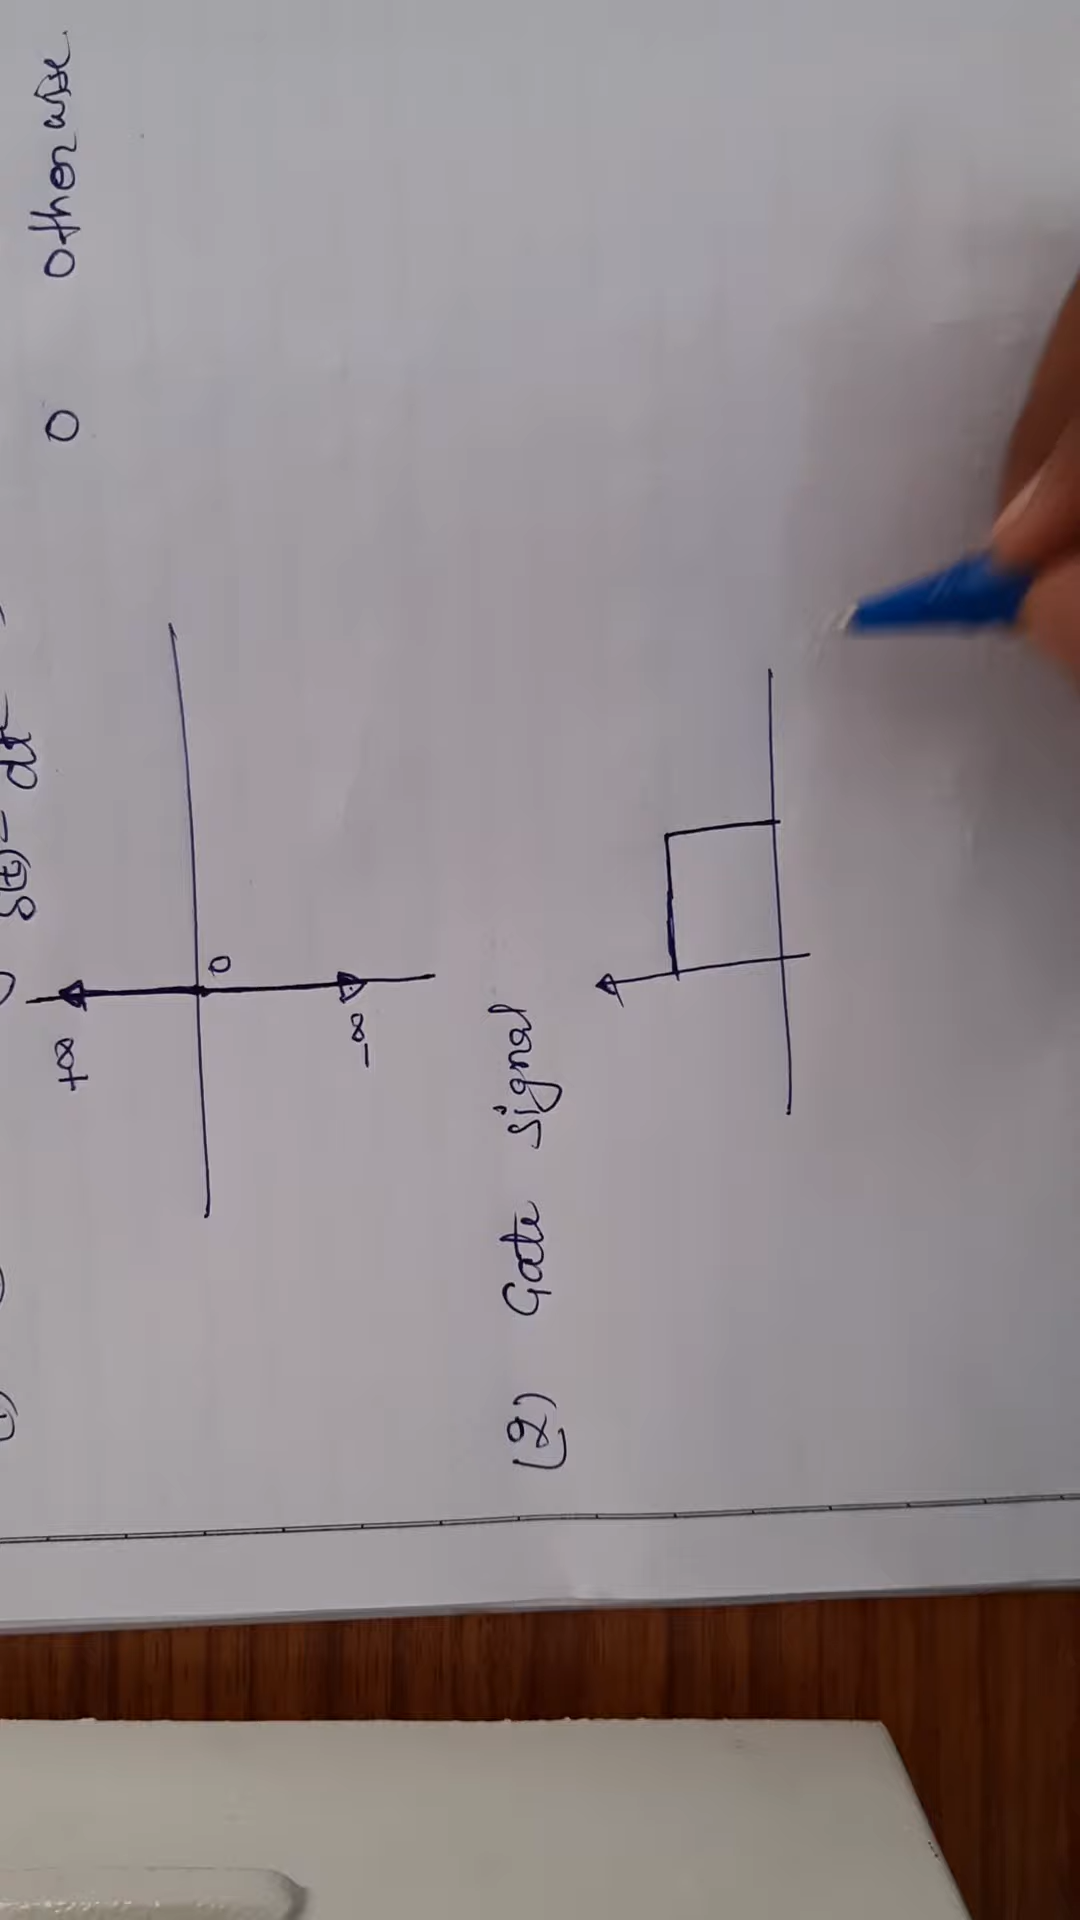 δ(t) = dt
0 otherwise
+∞
0
-∞
(2) Gate signal